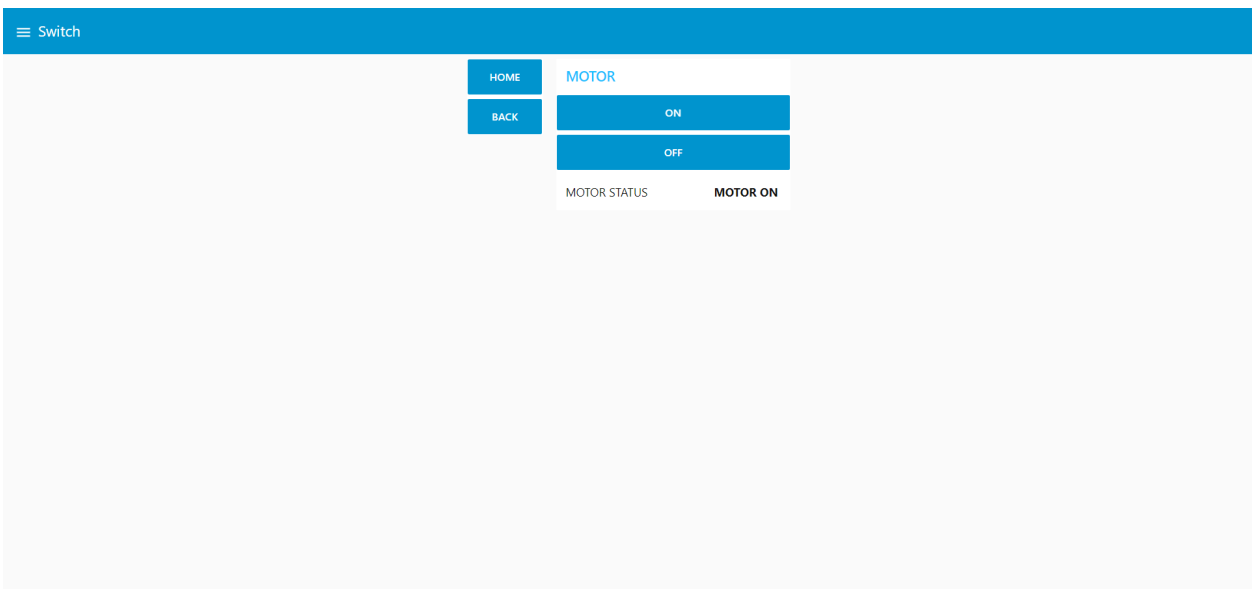 Switch
HOME
BACK
MOTOR
ON
OFF
MOTOR STATUS MOTOR ON